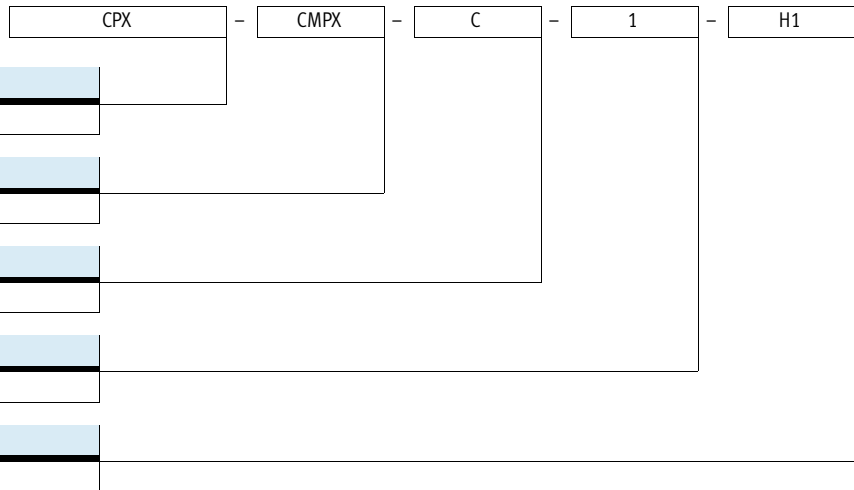 CPX – CMPX – C – 1 – H1